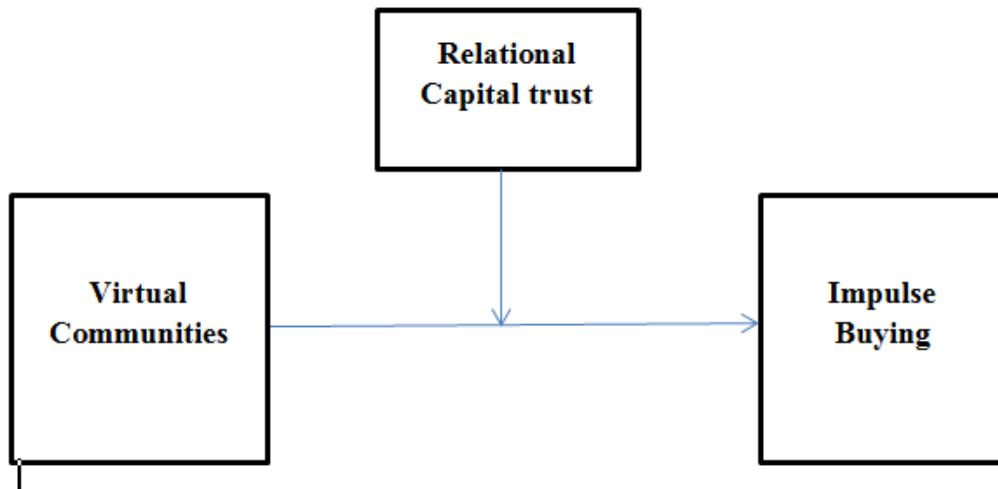 Relational
Capital trust
Virtual
Communities
Impulse
Buying